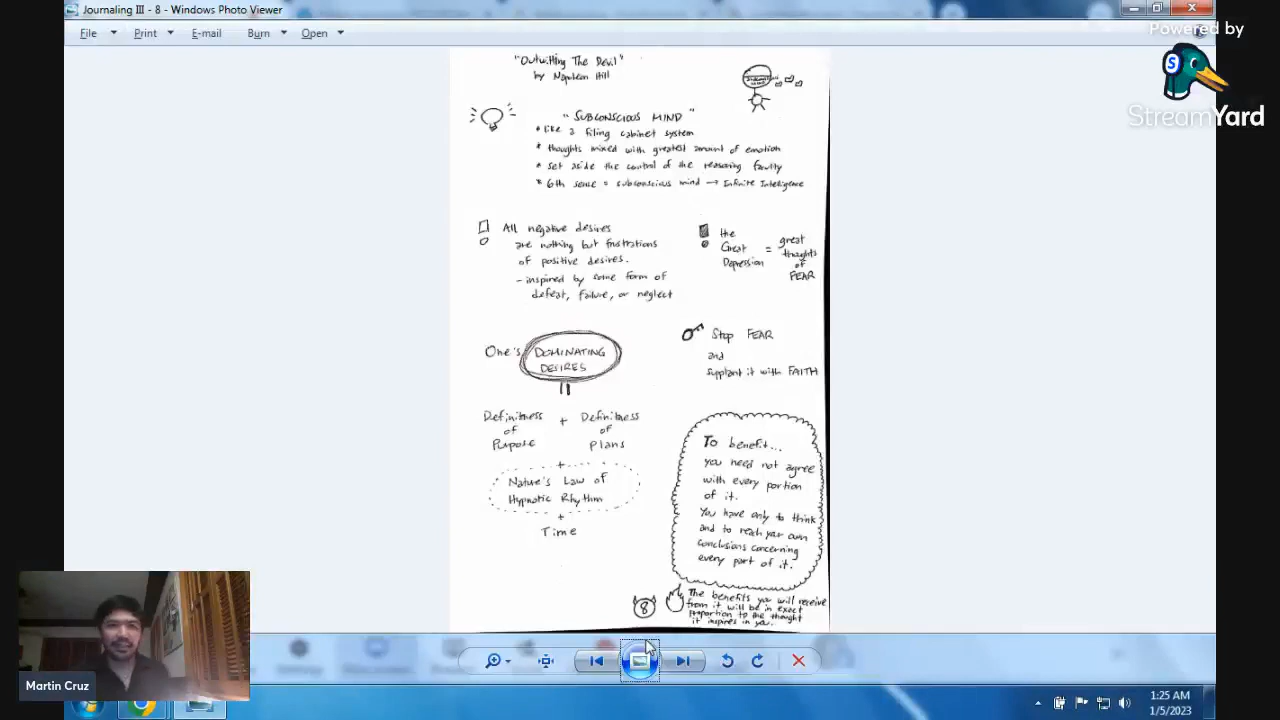 Journaling III - 8 - Windows Photo Viewer
File Print E-mail Burn Open
Powered by
StreamYard
"Outwitting The Devil"
by Napoleon Hill
"SUBCONSCIOUS MIND"
* like a filing cabinet system
* thoughts mixed with greatest amount of emotion
* set aside the control of the reasoning faculty
* 6th sense = subconscious mind → Infinite Intelligence
All negative desires
are nothing but frustrations
of positive desires.
- inspired by some form of
defeat, failure, or neglect
the
Great
Depression
=
great
thoughts
of
FEAR
One's DOMINATING
DESIRES
Stop FEAR
and
supplant it with FAITH
Definitness
of
Purpose
+
Definitness
of
Plans
+
Nature's Law of
Hypnotic Rhythm
+
Time
To benefit...
you need not agree
with every portion
of it.
You have only to think
and to reach your own
conclusions concerning
every part of it.
8
The benefits you will receive
from it will be in exact
proportion to the thought
it inspires in you.
Martin Cruz
1:25 AM
1/5/2023